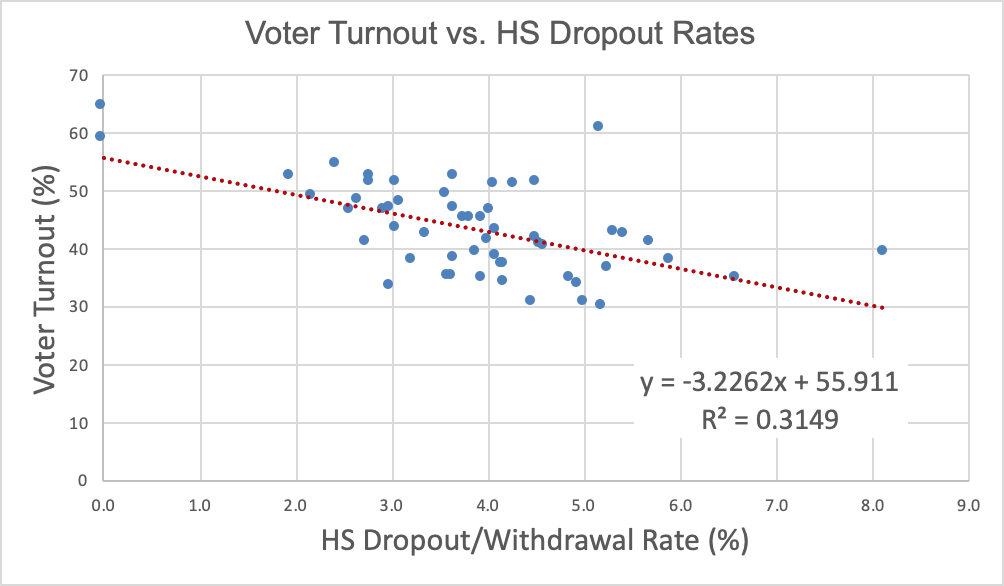 Voter Turnout vs. HS Dropout Rates
Voter Turnout (%)
70
60
50
40
30
20
10
0
y = -3.2262x + 55.911
R² = 0.3149
0.0 1.0 2.0 3.0 4.0 5.0 6.0 7.0 8.0 9.0
HS Dropout/Withdrawal Rate (%)